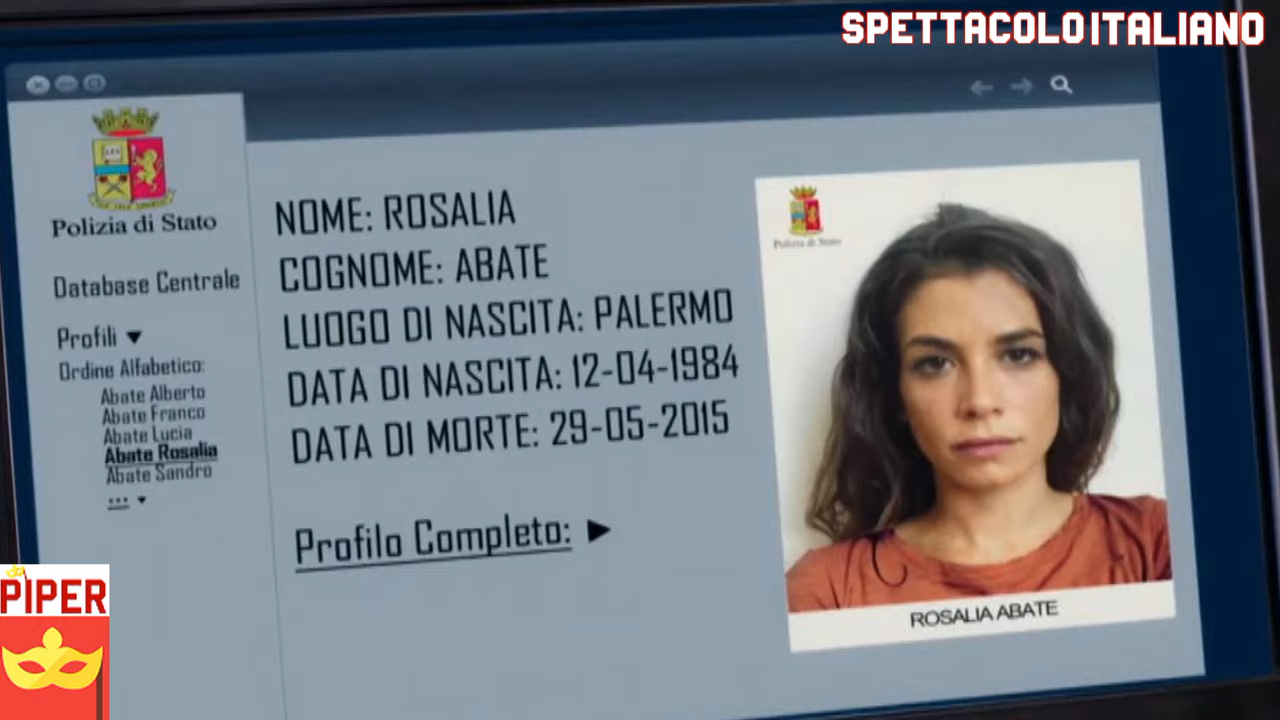 SPETTACOLOITALIANO
Polizia di Stato
Database Centrale
Profili
Ordine Alfabetico:
Abate Alberto
Abate Franco
Abate Lucia
Abate Rosalia
Abate Sandro
...
NOME: ROSALIA
COGNOME: ABATE
LUOGO DI NASCITA: PALERMO
DATA DI NASCITA: 12-04-1984
DATA DI MORTE: 29-05-2015
Profilo Completo:
Polizia di Stato
ROSALIA ABATE
PIPER